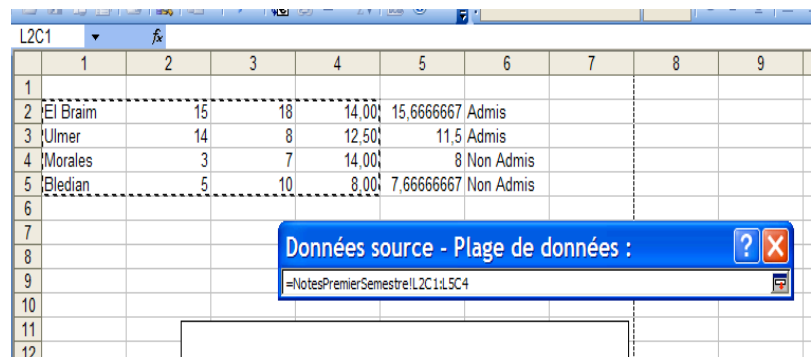 L2C1 fx
1 2 3 4 5 6 7 8 9
1
2 El Braim 15 18 14,00 15,6666667 Admis
3 Ulmer 14 8 12,50 11,5 Admis
4 Morales 3 7 14,00 8 Non Admis
5 Bledian 5 10 8,00 7,66666667 Non Admis
6
7
8 Données source - Plage de données :
9 =NotesPremierSemestre!L2C1:L5C4
10
11
12